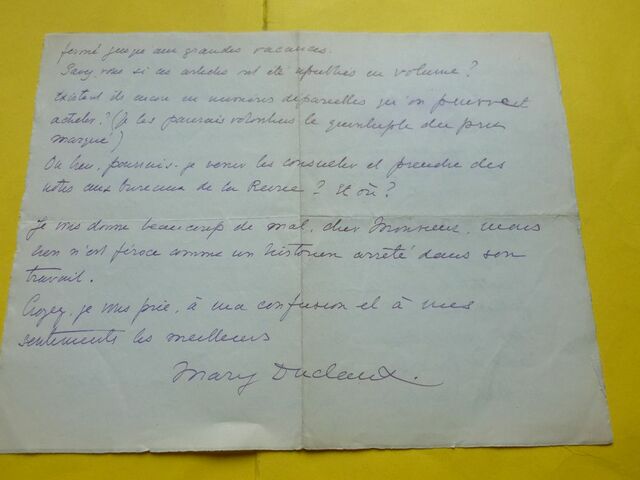 fermé jusque aux grandes vacances.
Savez-vous si ces articles ont été republiés en volume?
Existent ils encore en numéros dépareillés qu'on peuvent
acheter? (Je les paierais volontiers le quintuple du prix
marqué)
Ou bien, pourrais-je venir les consulter et prendre des
notes aux bureaux de la Revue? Et où?
Je vous donne beaucoup de mal, cher Monsieur, mais
rien n'est féroce comme un historien arrêté dans son
travail.
Croyez, je vous prie, à ma confusion et à mes
sentiments les meilleurs
Mary Duclaux.